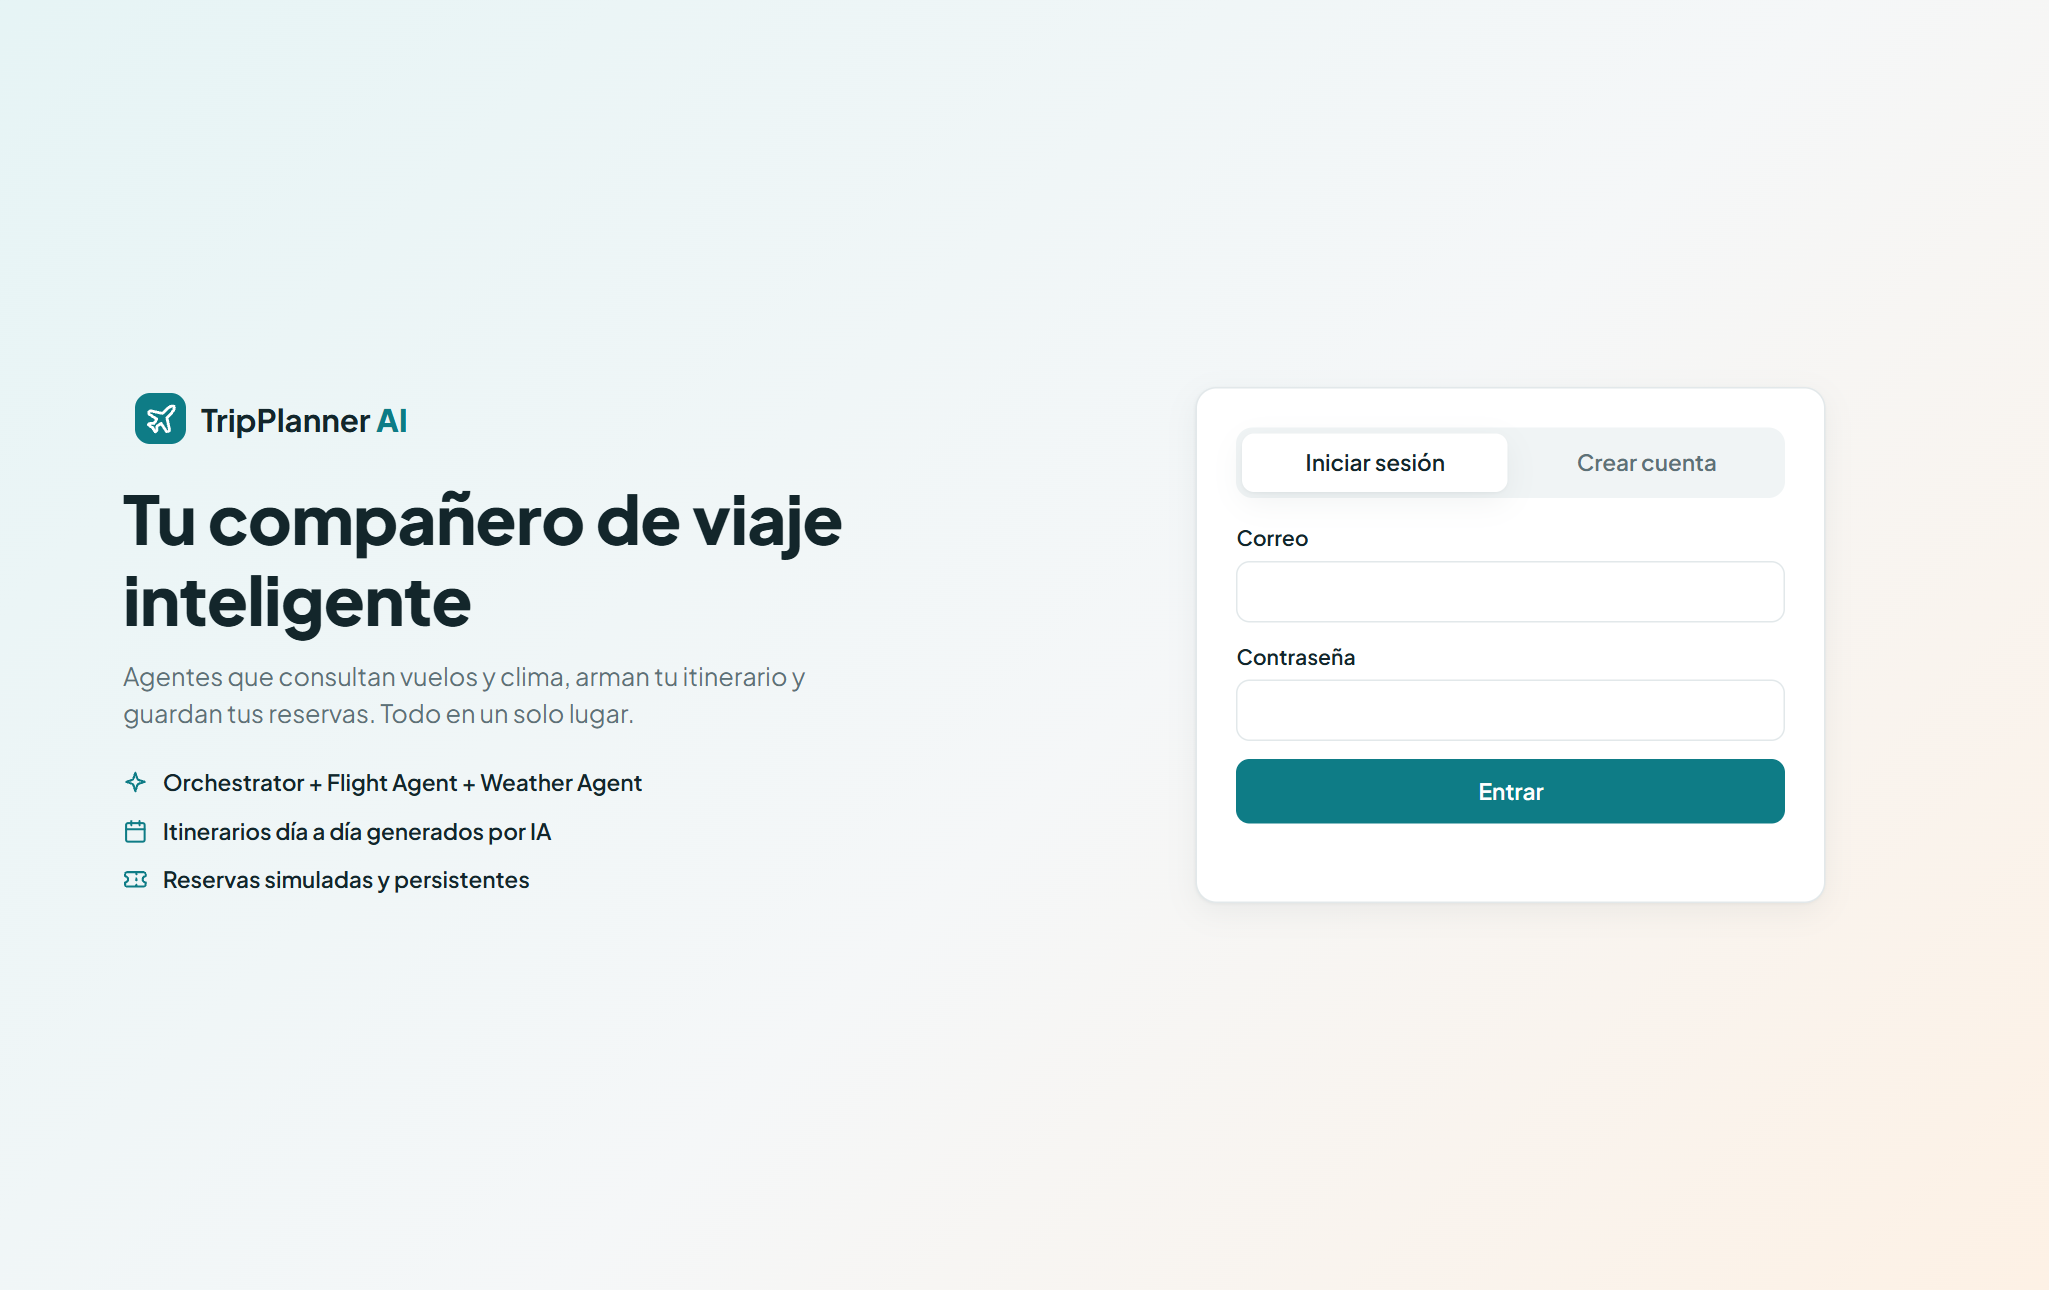 TripPlanner AI
Tu compañero de viaje
inteligente
Agentes que consultan vuelos y clima, arman tu itinerario y
guardan tus reservas. Todo en un solo lugar.
Orchestrator + Flight Agent + Weather Agent
Itinerarios día a día generados por IA
Reservas simuladas y persistentes
Iniciar sesión
Crear cuenta
Correo
Contraseña
Entrar